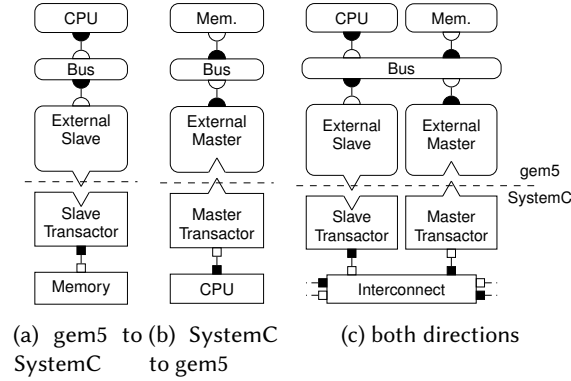 CPU
Mem.
CPU
Mem.
Bus
Bus
Bus
External
Slave
External
Master
External
Slave
External
Master
gem5
SystemC
Slave
Transactor
Master
Transactor
Slave
Transactor
Master
Transactor
Memory
CPU
Interconnect
(a) gem5 to
SystemC
(b) SystemC
to gem5
(c) both directions